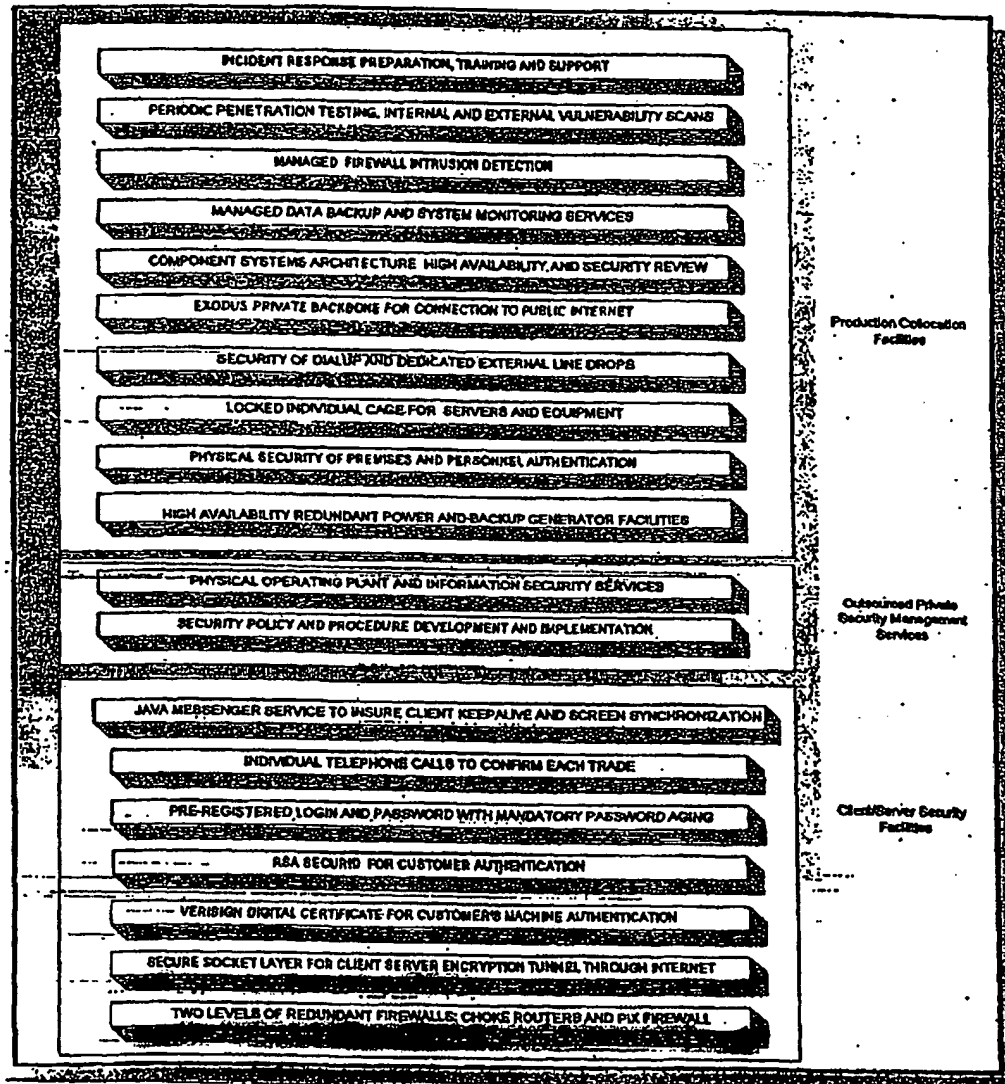 INCIDENT RESPONSE PREPARATION, TRAINING AND SUPPORT
PERIODIC PENETRATION TESTING, INTERNAL AND EXTERNAL VULNERABILITY SCANS
MANAGED FIREWALL INTRUSION DETECTION
MANAGED DATA BACKUP AND SYSTEM MONITORING SERVICES
COMPONENT SYSTEMS ARCHITECTURE HIGH AVAILABILITY, AND SECURITY REVIEW
EXODUS PRIVATE BACKBONE FOR CONNECTION TO PUBLIC INTERNET
Production Colocation
Facilities
SECURITY OF DIALUP AND DEDICATED EXTERNAL LINE DROPS
LOCKED INDIVIDUAL CAGE FOR SERVERS AND EQUIPMENT
PHYSICAL SECURITY OF PREMISES AND PERSONNEL AUTHENTICATION
HIGH AVAILABILITY REDUNDANT POWER AND BACKUP GENERATOR FACILITIES
PHYSICAL OPERATING PLANT AND INFORMATION SECURITY SERVICES
SECURITY POLICY AND PROCEDURE DEVELOPMENT AND IMPLEMENTATION
Outsourced Private
Security Management
Services
JAVA MESSENGER SERVICE TO INSURE CLIENT KEEPALIVE AND SCREEN SYNCHRONIZATION
INDIVIDUAL TELEPHONE CALLS TO CONFIRM EACH TRADE
PRE-REGISTERED LOGIN AND PASSWORD WITH MANDATORY PASSWORD AGING
Client/Server Security
Facilities
RSA SECURID FOR CUSTOMER AUTHENTICATION
VERISIGN DIGITAL CERTIFICATE FOR CUSTOMER'S MACHINE AUTHENTICATION
SECURE SOCKET LAYER FOR CLIENT SERVER ENCRYPTION TUNNEL THROUGH INTERNET
TWO LEVELS OF REDUNDANT FIREWALLS; CHOKE ROUTERS AND PIX FIREWALL